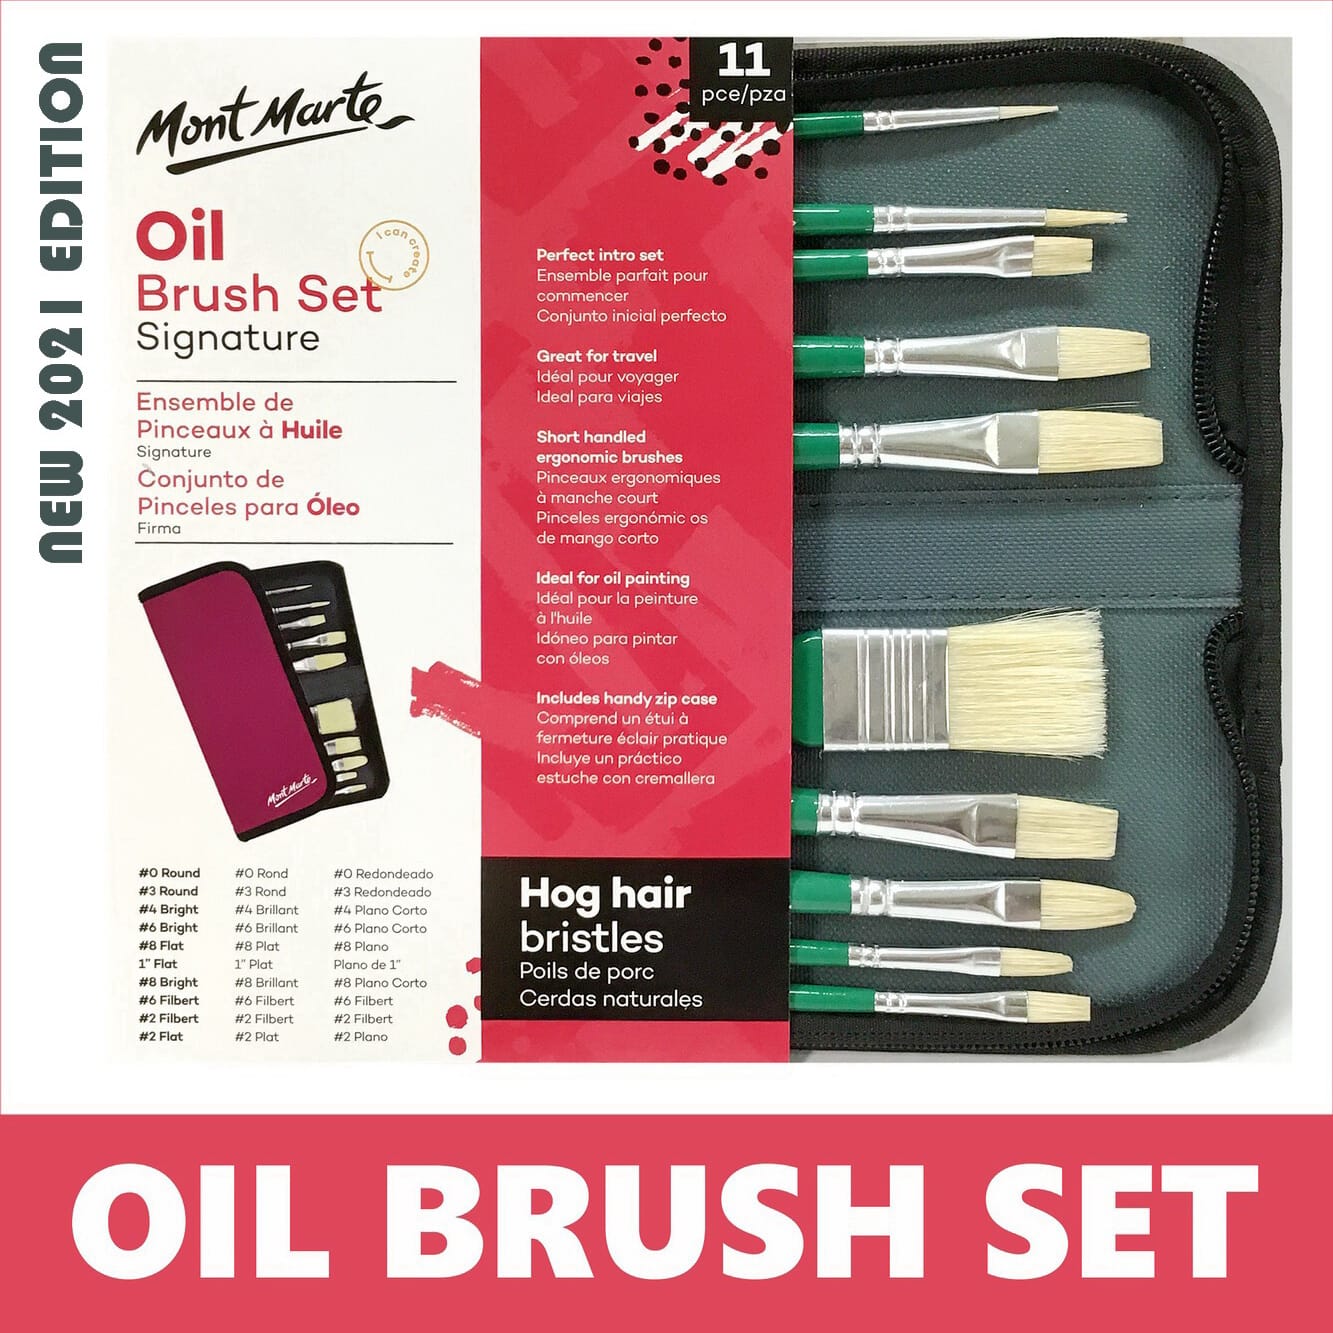 NEW 2021 EDITION
Mont Marte
Oil
Brush Set
Signature
I can create
Ensemble de
Pinceaux à Huile
Signature
Conjunto de
Pinceles para Óleo
Firma
Mont Marte
#0 Round #0 Rond #0 Redondeado
#3 Round #3 Rond #3 Redondeado
#4 Bright #4 Brillant #4 Plano Corto
#6 Bright #6 Brillant #6 Plano Corto
#8 Flat #8 Plat #8 Plano
1" Flat 1" Plat Plano de 1"
#8 Bright #8 Brillant #8 Plano Corto
#6 Filbert #6 Filbert #6 Filbert
#2 Filbert #2 Filbert #2 Filbert
#2 Flat #2 Plat #2 Plano
11
pce/pza
Perfect intro set
Ensemble parfait pour
commencer
Conjunto inicial perfecto
Great for travel
Idéal pour voyager
Ideal para viajes
Short handled
ergonomic brushes
Pinceaux ergonomiques
à manche court
Pinceles ergonómic os
de mango corto
Ideal for oil painting
Idéal pour la peinture
à l'huile
Idóneo para pintar
con óleos
Includes handy zip case
Comprend un étui à
fermeture éclair pratique
Incluye un práctico
estuche con cremallera
Hog hair
bristles
Poils de porc
Cerdas naturales
OIL BRUSH SET